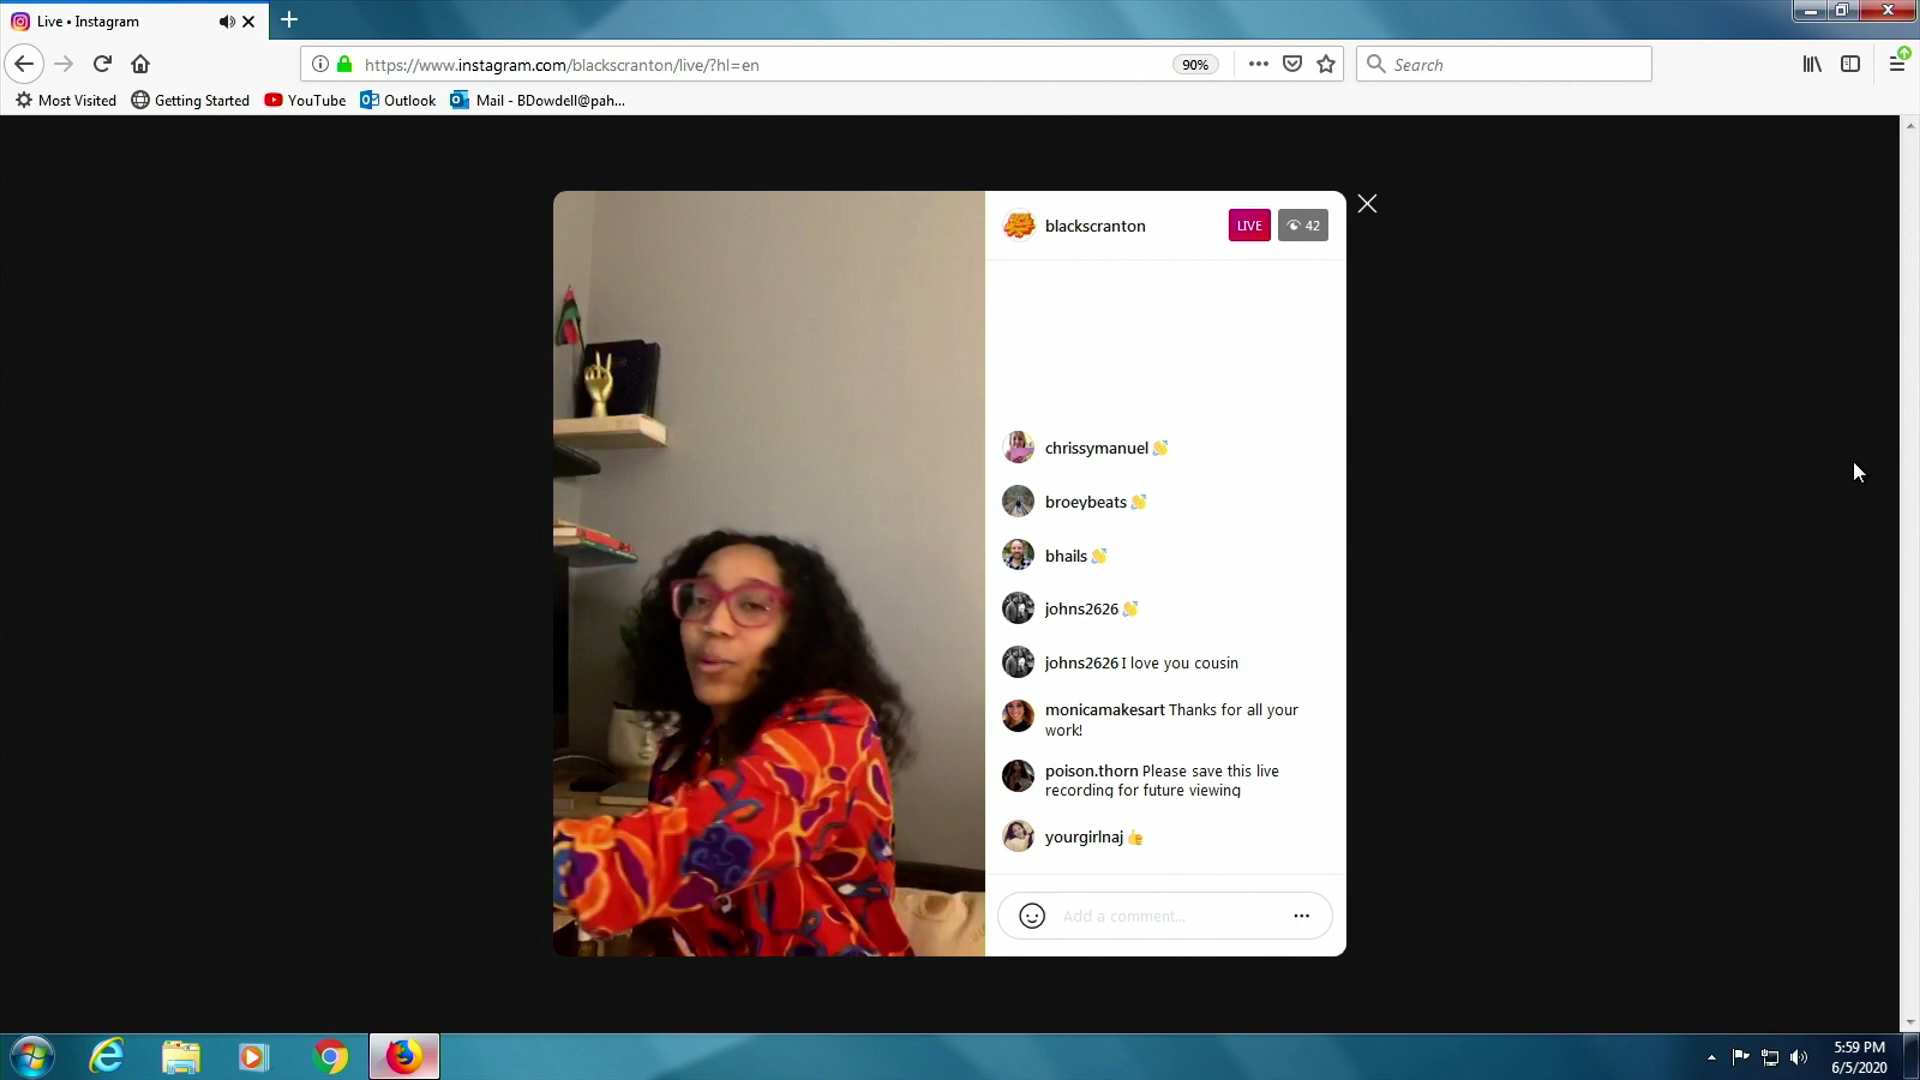 Live • Instagram
https://www.instagram.com/blackscranton/live/?hl=en
90%
Search
Most Visited
Getting Started
YouTube
Outlook
Mail - BDowdell@pah...
blackscranton
LIVE
42
chrissymanuel 👋
broeybeats 👋
bhails 👋
johns2626 👋
johns2626 I love you cousin
monicamakesart Thanks for all your
work!
poison.thorn Please save this live
recording for future viewing
yourgirlnaj 👍
Add a comment...
5:59 PM
6/5/2020